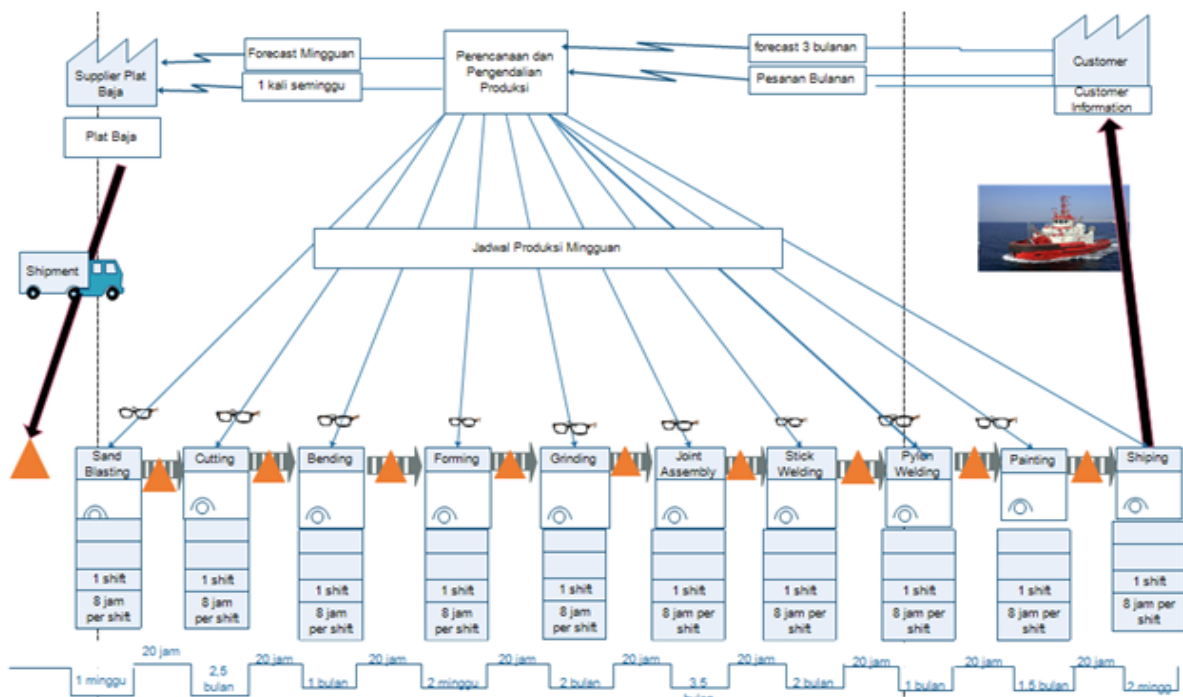 Forecast Mingguan
Perencanaan dan
Pengendalian
Produksi
forecast 3 bulanan
Supplier Plat
Baja
Customer
1 kali seminggu
Pesanan Bulanan
Customer
Information
Plat Baja
Jadwal Produksi Mingguan
Shipment
Sand
Blasting
Cutting
Bending
Forming
Grinding
Joint
Assembly
Stick
Welding
Pylon
Welding
Painting
Shiping
1 shift
8 jam
per shift
1 shift
8 jam
per shift
1 shift
8 jam
per shift
1 shift
8 jam
per shift
1 shift
8 jam
per shift
1 shift
8 jam
per shift
1 shift
8 jam
per shift
1 shift
8 jam per
shift
1 shift
8 jam
per shift
1 shift
8 jam per
shift
20 jam
20 jam
20 jam
20 jam
20 jam
20 jam
20 jam
20 jam
20 jam
1 minggu
2,5
bulan
1 bulan
2 minggu
2 bulan
3.5
bulan
2 bulan
1 bulan
1.5 bulan
2 mingg